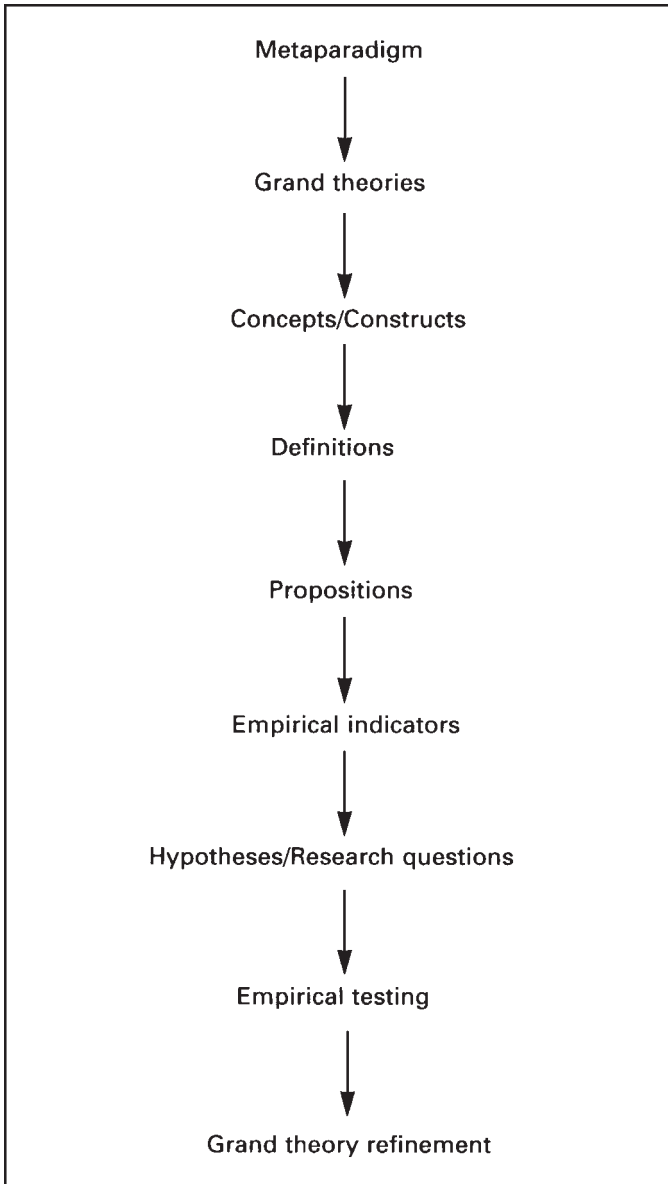 Metaparadigm
Grand theories
Concepts/Constructs
Definitions
Propositions
Empirical indicators
Hypotheses/Research questions
Empirical testing
Grand theory refinement